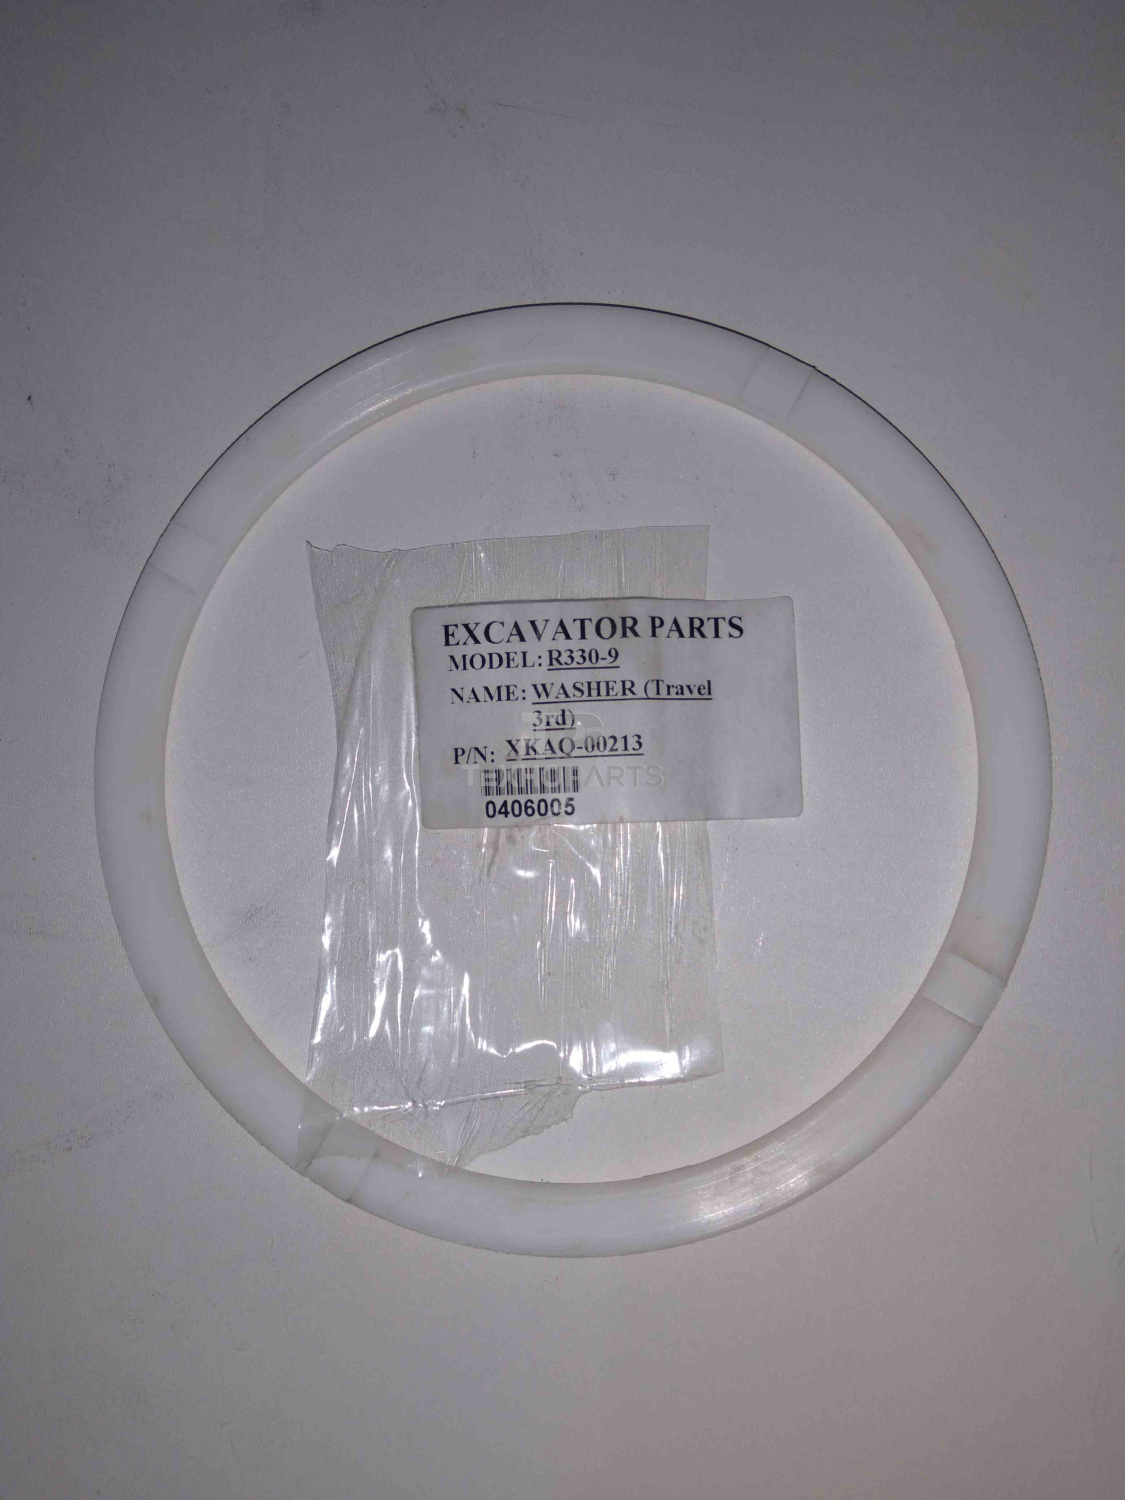 EXCAVATOR PARTS
MODEL: R330-9
NAME: WASHER (Travel
3rd)
P/N: XKAQ-00213
0406005